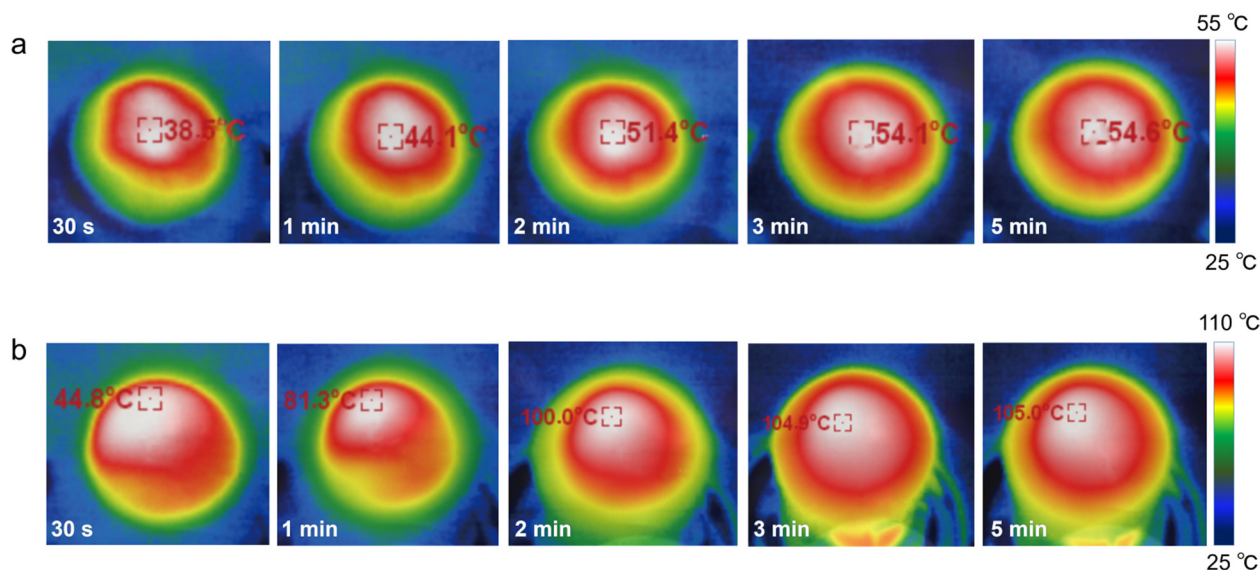 55 ℃
a
38.5°C
44.1°C
51.4°C
54.1°C
54.6°C
30 s
1 min
2 min
3 min
5 min
25 ℃
110 ℃
b
44.8°C
81.3°C
100.0°C
104.9°C
105.0°C
30 s
1 min
2 min
3 min
5 min
25 ℃